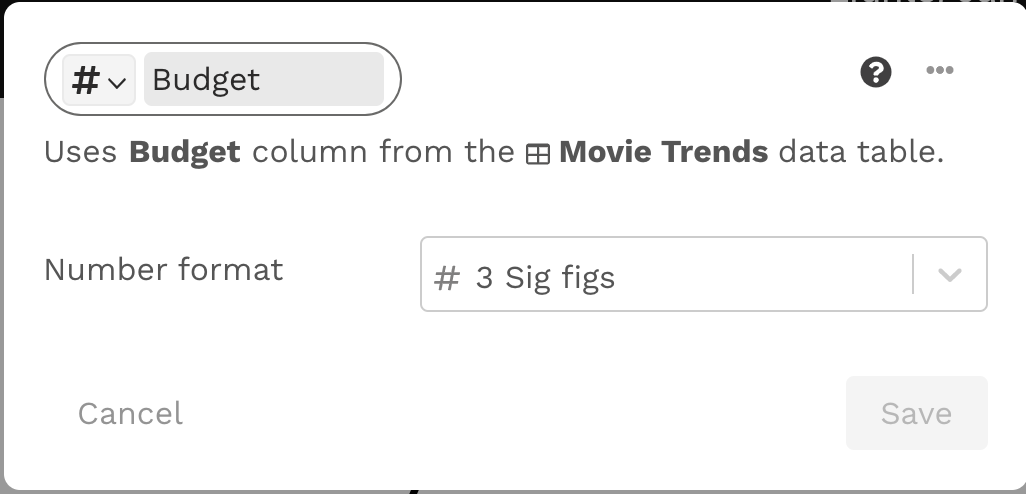 # Budget
Uses Budget column from the Movie Trends data table.
Number format
# 3 Sig figs
Cancel
Save